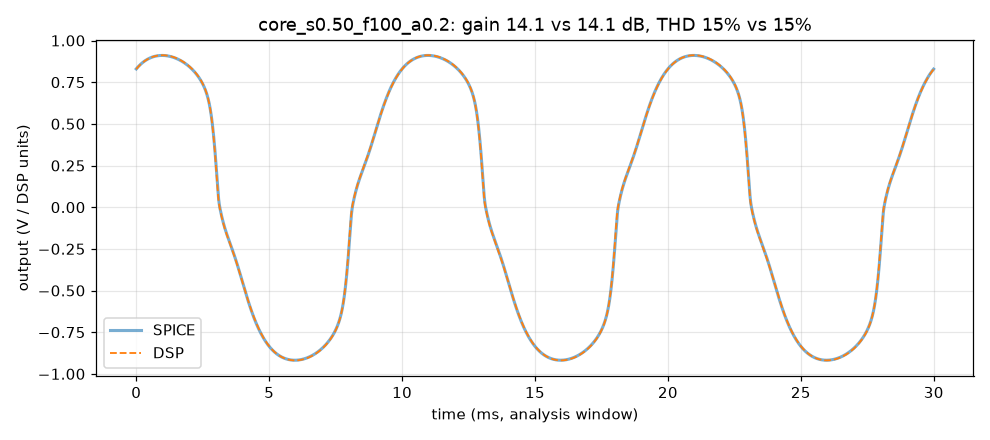 core_s0.50_f100_a0.2: gain 14.1 vs 14.1 dB, THD 15% vs 15%
output (V / DSP units)
1.00
0.75
0.50
0.25
0.00
−0.25
−0.50
−0.75
−1.00
SPICE
DSP
0 5 10 15 20 25 30
time (ms, analysis window)